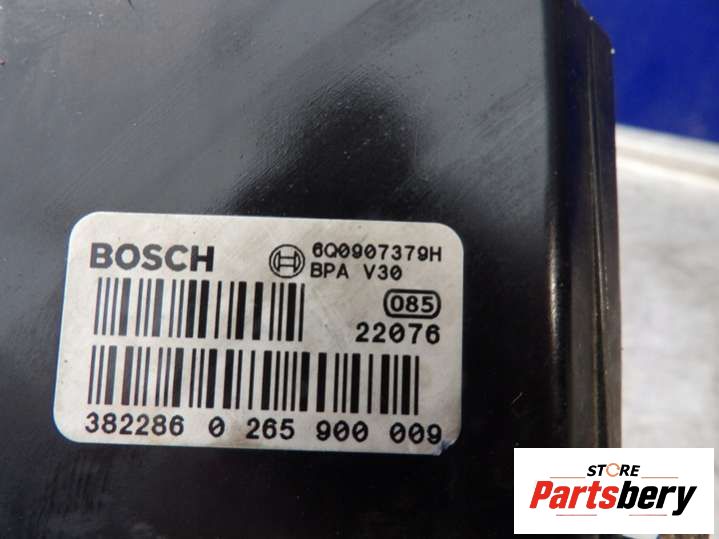 BOSCH
6Q0907379H
BPA V30
085
22076
382286 0 265 900 009
STORE
Partsbery